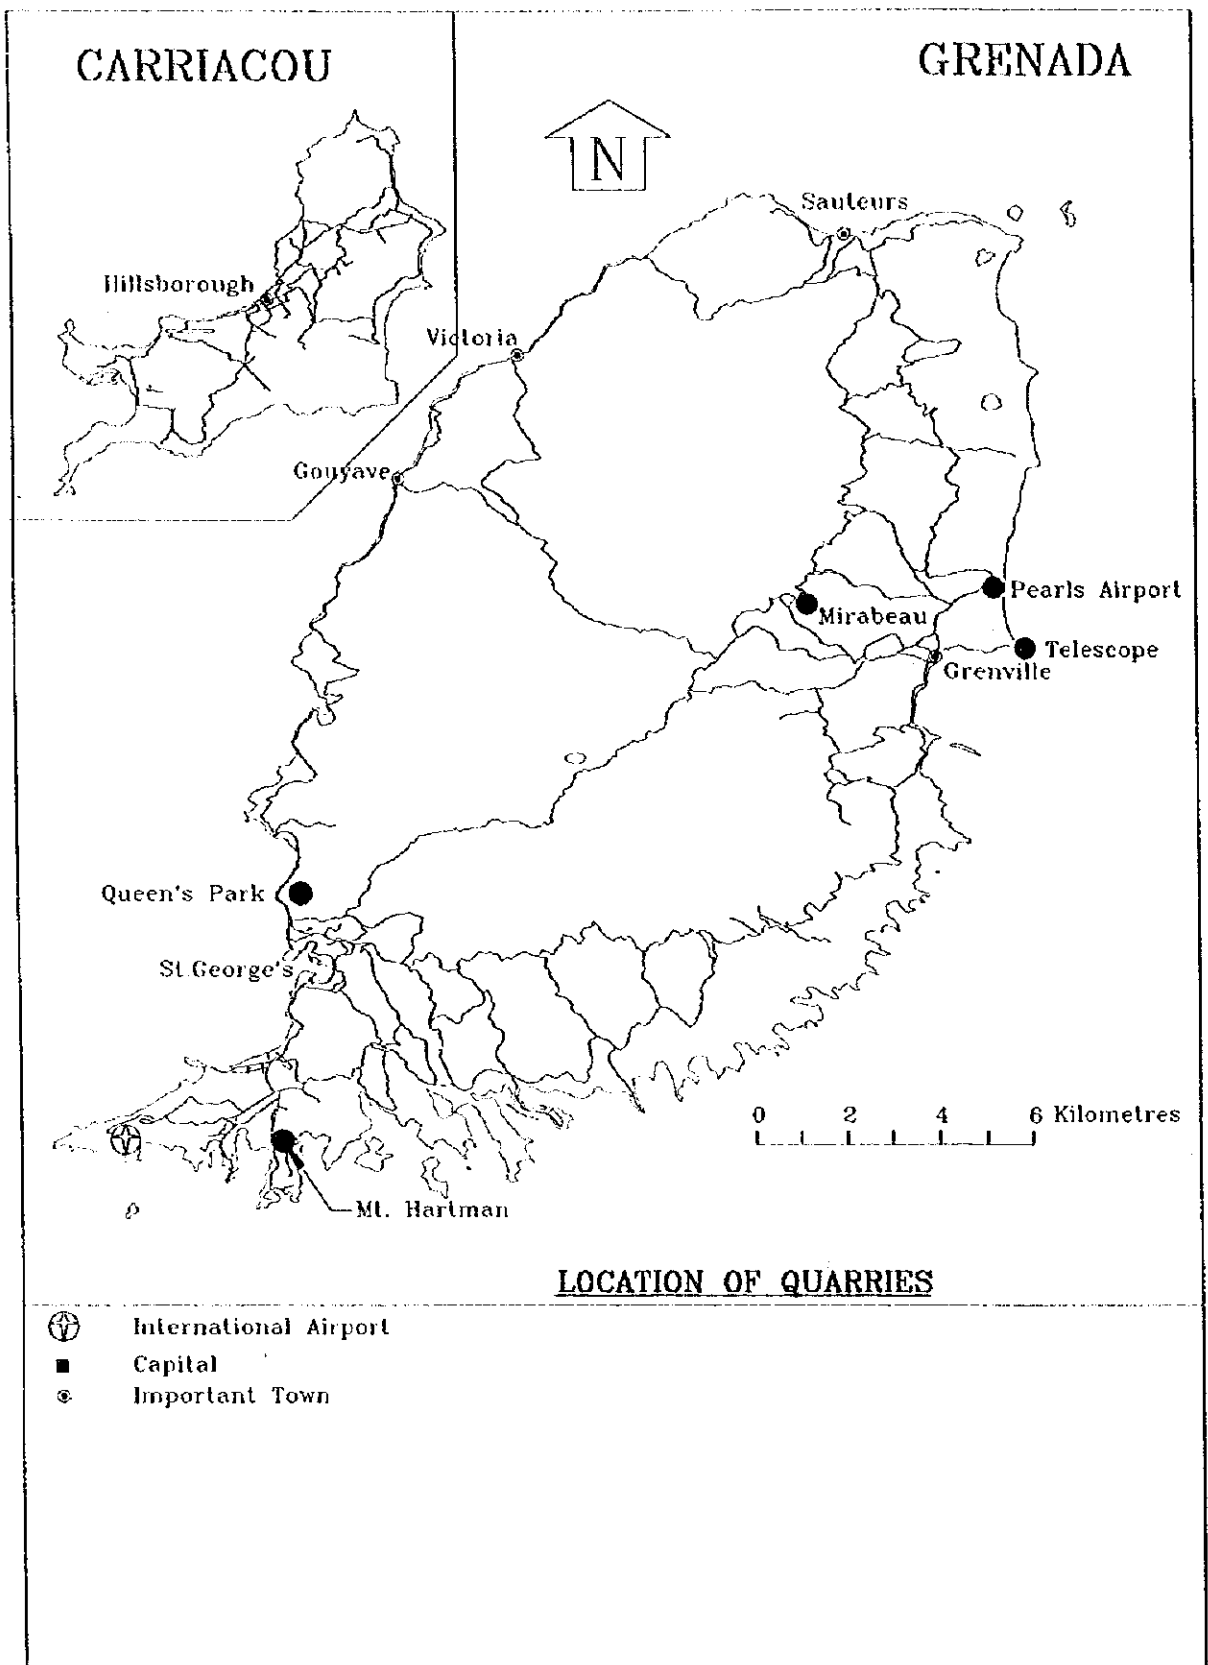 CARRIACOU
GRENADA
N
Sauteurs
Hillsborough
Victoria
Gouyave
Pearls Airport
Mirabeau
Telescope
Grenville
Queen's Park
St.George's
0 2 4 6 Kilometres
Mt. Hartman
LOCATION OF QUARRIES
International Airport
Capital
Important Town